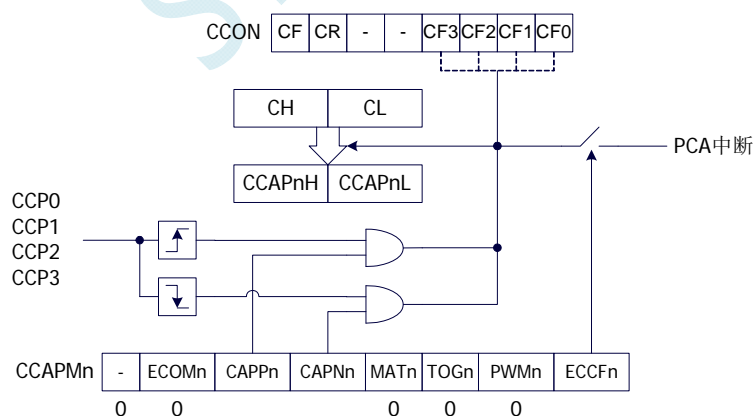 CCON CF CR - - CF3 CF2 CF1 CF0
CH CL
PCA中断
CCAPnH CCAPnL
CCP0
CCP1
CCP2
CCP3
CCAPMn - ECOMn CAPPn CAPNn MATn TOGn PWMn ECCFn
0 0 0 0 0